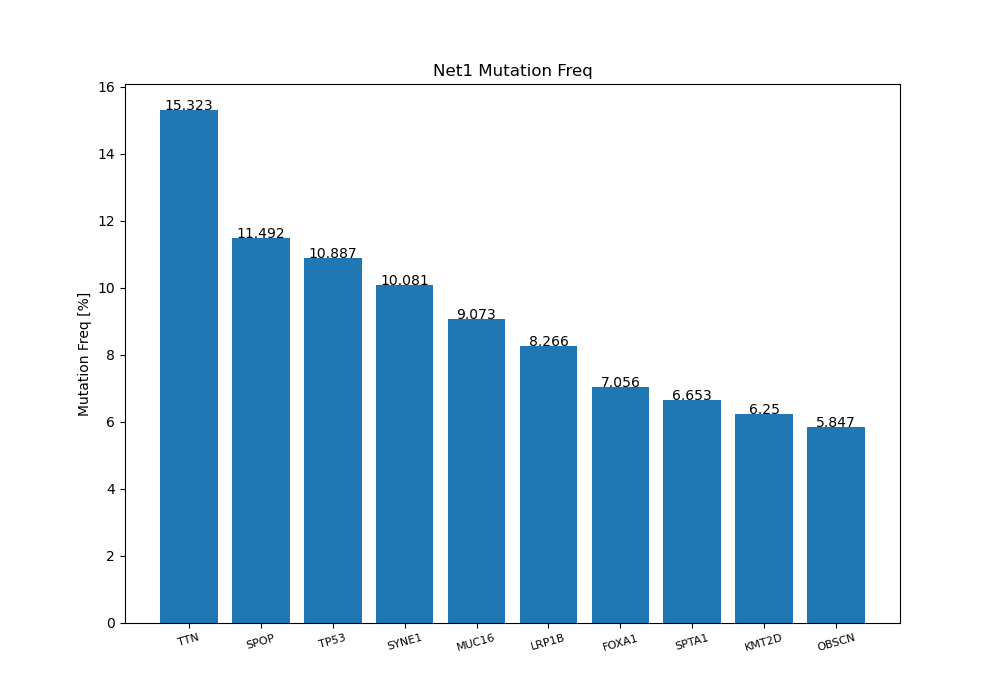 Net1 Mutation Freq
Mutation Freq [%]
16
14
12
10
8
6
4
2
0
15.323
11.492
10.887
10.081
9.073
8.266
7.056
6.653
6.25
5.847
TTN
SPOP
TP53
SYNE1
MUC16
LRP1B
FOXA1
SPTA1
KMT2D
OBSCN